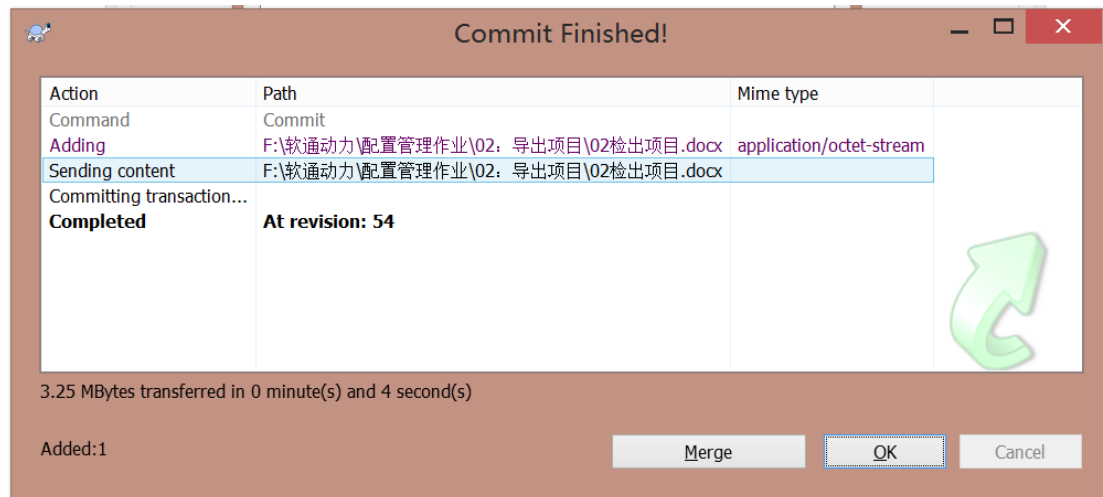 Commit Finished!
Action Path Mime type
Command Commit
Adding F:\软通动力\配置管理作业\02：导出项目\02检出项目.docx application/octet-stream
Sending content F:\软通动力\配置管理作业\02：导出项目\02检出项目.docx
Committing transaction...
Completed At revision: 54
3.25 MBytes transferred in 0 minute(s) and 4 second(s)
Added:1 Merge OK Cancel